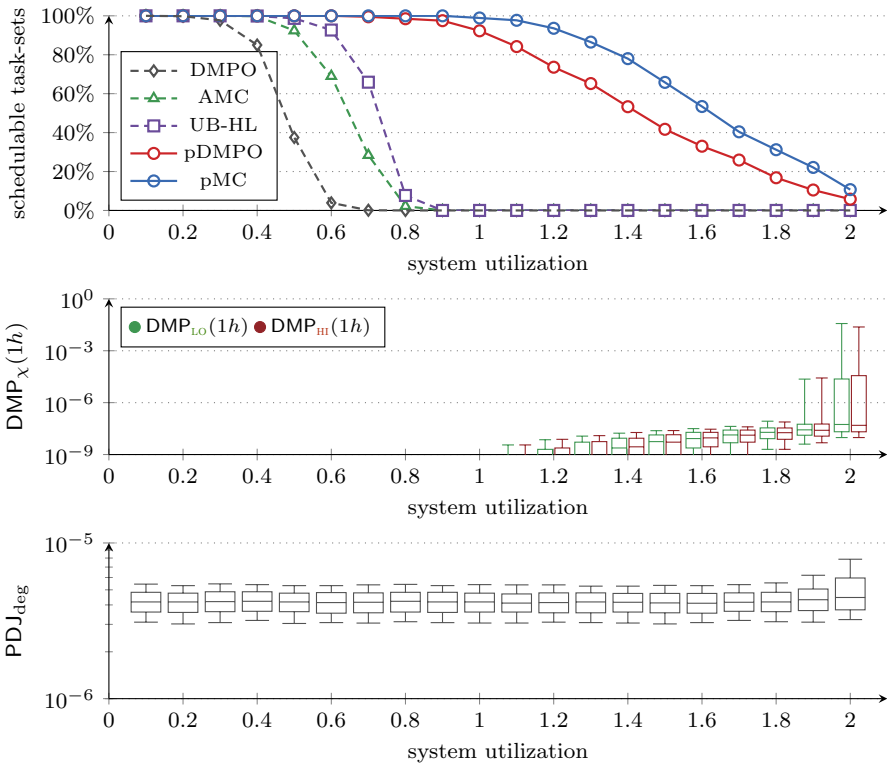 100%
80%
60%
40%
20%
0%
schedulable task-sets
DMPO
AMC
UB-HL
pDMPO
pMC
0 0.2 0.4 0.6 0.8 1 1.2 1.4 1.6 1.8 2
system utilization
10^0
10^−3
10^−6
10^−9
DMP_χ(1h)
DMP_LO(1h) DMP_HI(1h)
0 0.2 0.4 0.6 0.8 1 1.2 1.4 1.6 1.8 2
system utilization
10^−5
10^−6
PDJ_deg
0 0.2 0.4 0.6 0.8 1 1.2 1.4 1.6 1.8 2
system utilization